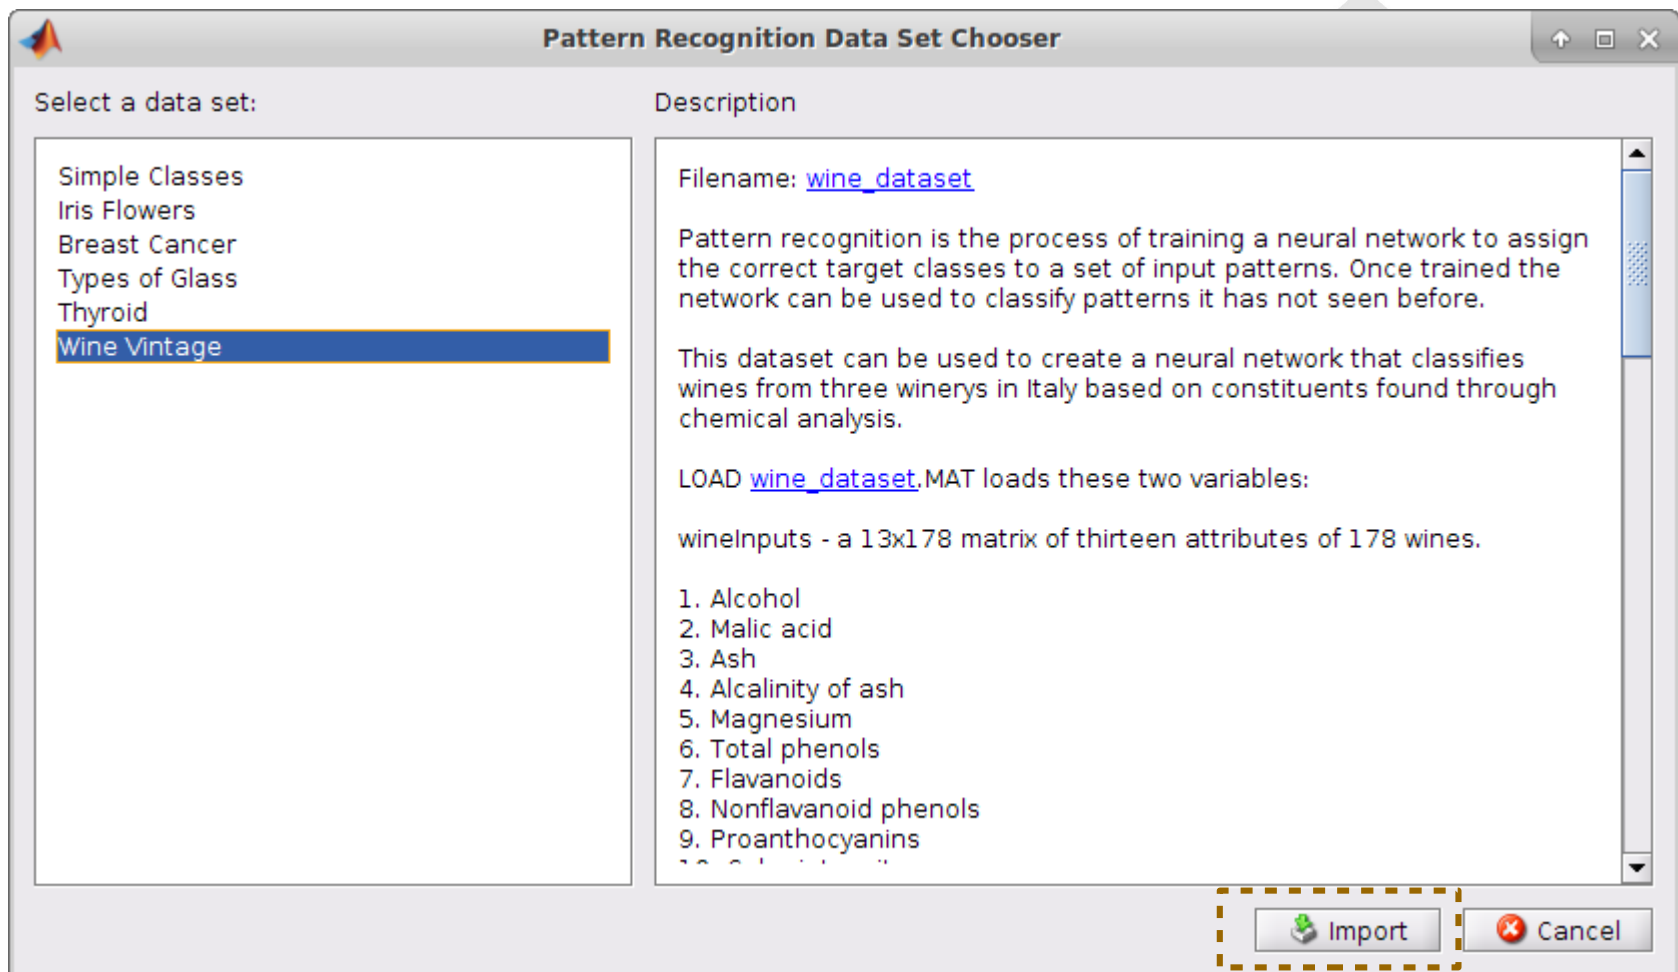 Pattern Recognition Data Set Chooser
Select a data set:
Description
Simple Classes
Iris Flowers
Breast Cancer
Types of Glass
Thyroid
Wine Vintage
Filename: wine_dataset
Pattern recognition is the process of training a neural network to assign
the correct target classes to a set of input patterns. Once trained the
network can be used to classify patterns it has not seen before.
This dataset can be used to create a neural network that classifies
wines from three winerys in Italy based on constituents found through
chemical analysis.
LOAD wine_dataset.MAT loads these two variables:
wineInputs - a 13x178 matrix of thirteen attributes of 178 wines.
1. Alcohol
2. Malic acid
3. Ash
4. Alcalinity of ash
5. Magnesium
6. Total phenols
7. Flavanoids
8. Nonflavanoid phenols
9. Proanthocyanins
Import
Cancel